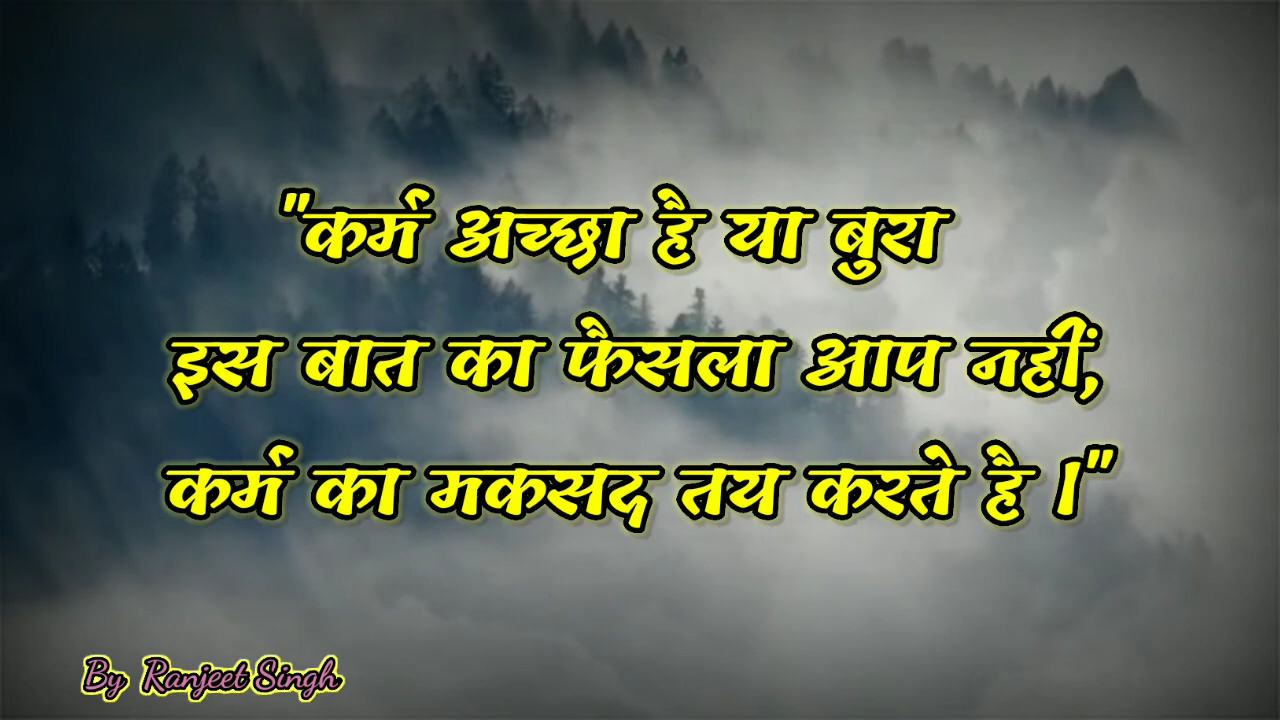 "कर्म अच्छा है या बुरा
इस बात का फैसला आप नहीं,
कर्म का मकसद तय करते है ।"
By Ranjeet Singh